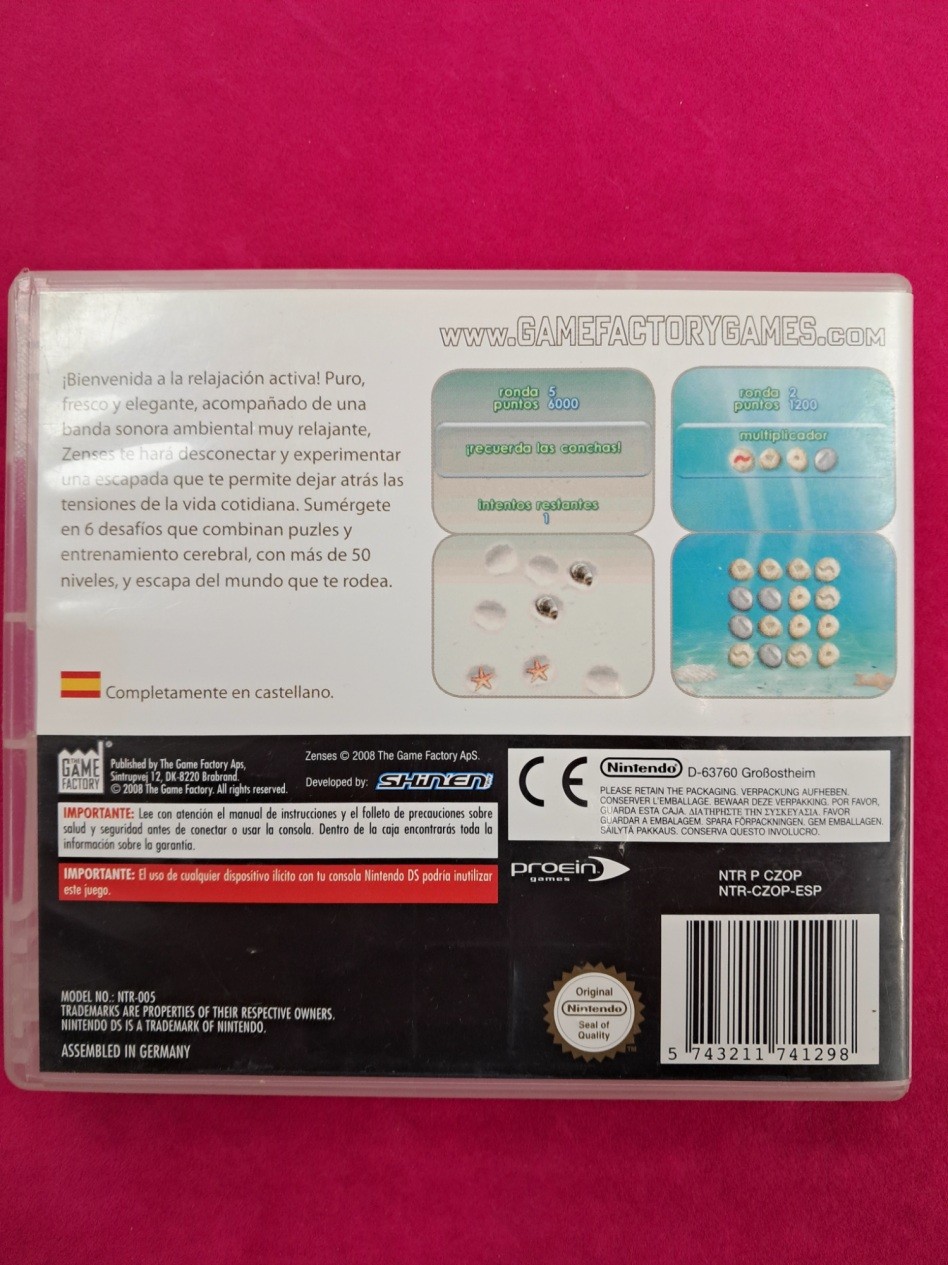 www.GAMEFACTORYGAMES.com
¡Bienvenida a la relajación activa! Puro,
fresco y elegante, acompañado de una
banda sonora ambiental muy relajante,
Zenses te hará desconectar y experimentar
una escapada que te permite dejar atrás las
tensiones de la vida cotidiana. Sumérgete
en 6 desafíos que combinan puzles y
entrenamiento cerebral, con más de 50
niveles, y escapa del mundo que te rodea.
Completamente en castellano.
ronda 5
puntos 6000
¡recuerda las conchas!
intentos restantes
1
ronda 2
puntos 1200
multiplicador
THE
GAME
FACTORY
®
Published by The Game Factory Aps,
Sintrupvej 12, DK-8220 Brabrand.
© 2008 The Game Factory. All rights reserved.
Zenses © 2008 The Game Factory ApS.
Developed by: SHIN'EN
IMPORTANTE: Lee con atención el manual de instrucciones y el folleto de precauciones sobre
salud y seguridad antes de conectar o usar la consola. Dentro de la caja encontrarás toda la
información sobre la garantía.
IMPORTANTE: El uso de cualquier dispositivo ilícito con tu consola Nintendo DS podría inutilizar
este juego.
CE
Nintendo® D-63760 Großostheim
PLEASE RETAIN THE PACKAGING. VERPACKUNG AUFHEBEN.
CONSERVER L'EMBALLAGE. BEWAAR DEZE VERPAKKING. POR FAVOR,
GUARDA ESTA CAJA. ΔΙΑΤΗΡΗΣΤΕ ΤΗΝ ΣΥΣΚΕΥΑΣΙΑ. FAVOR
GUARDAR A EMBALAGEM. SPARA FÖRPACKNINGEN. GEM EMBALLAGEN.
SÄILYTÄ PAKKAUS. CONSERVA QUESTO INVOLUCRO.
proein
games
NTR P CZOP
NTR-CZOP-ESP
MODEL NO.: NTR-005
TRADEMARKS ARE PROPERTIES OF THEIR RESPECTIVE OWNERS.
NINTENDO DS IS A TRADEMARK OF NINTENDO.
ASSEMBLED IN GERMANY
Original
Nintendo
Seal of
Quality
TM
5 743211 741298